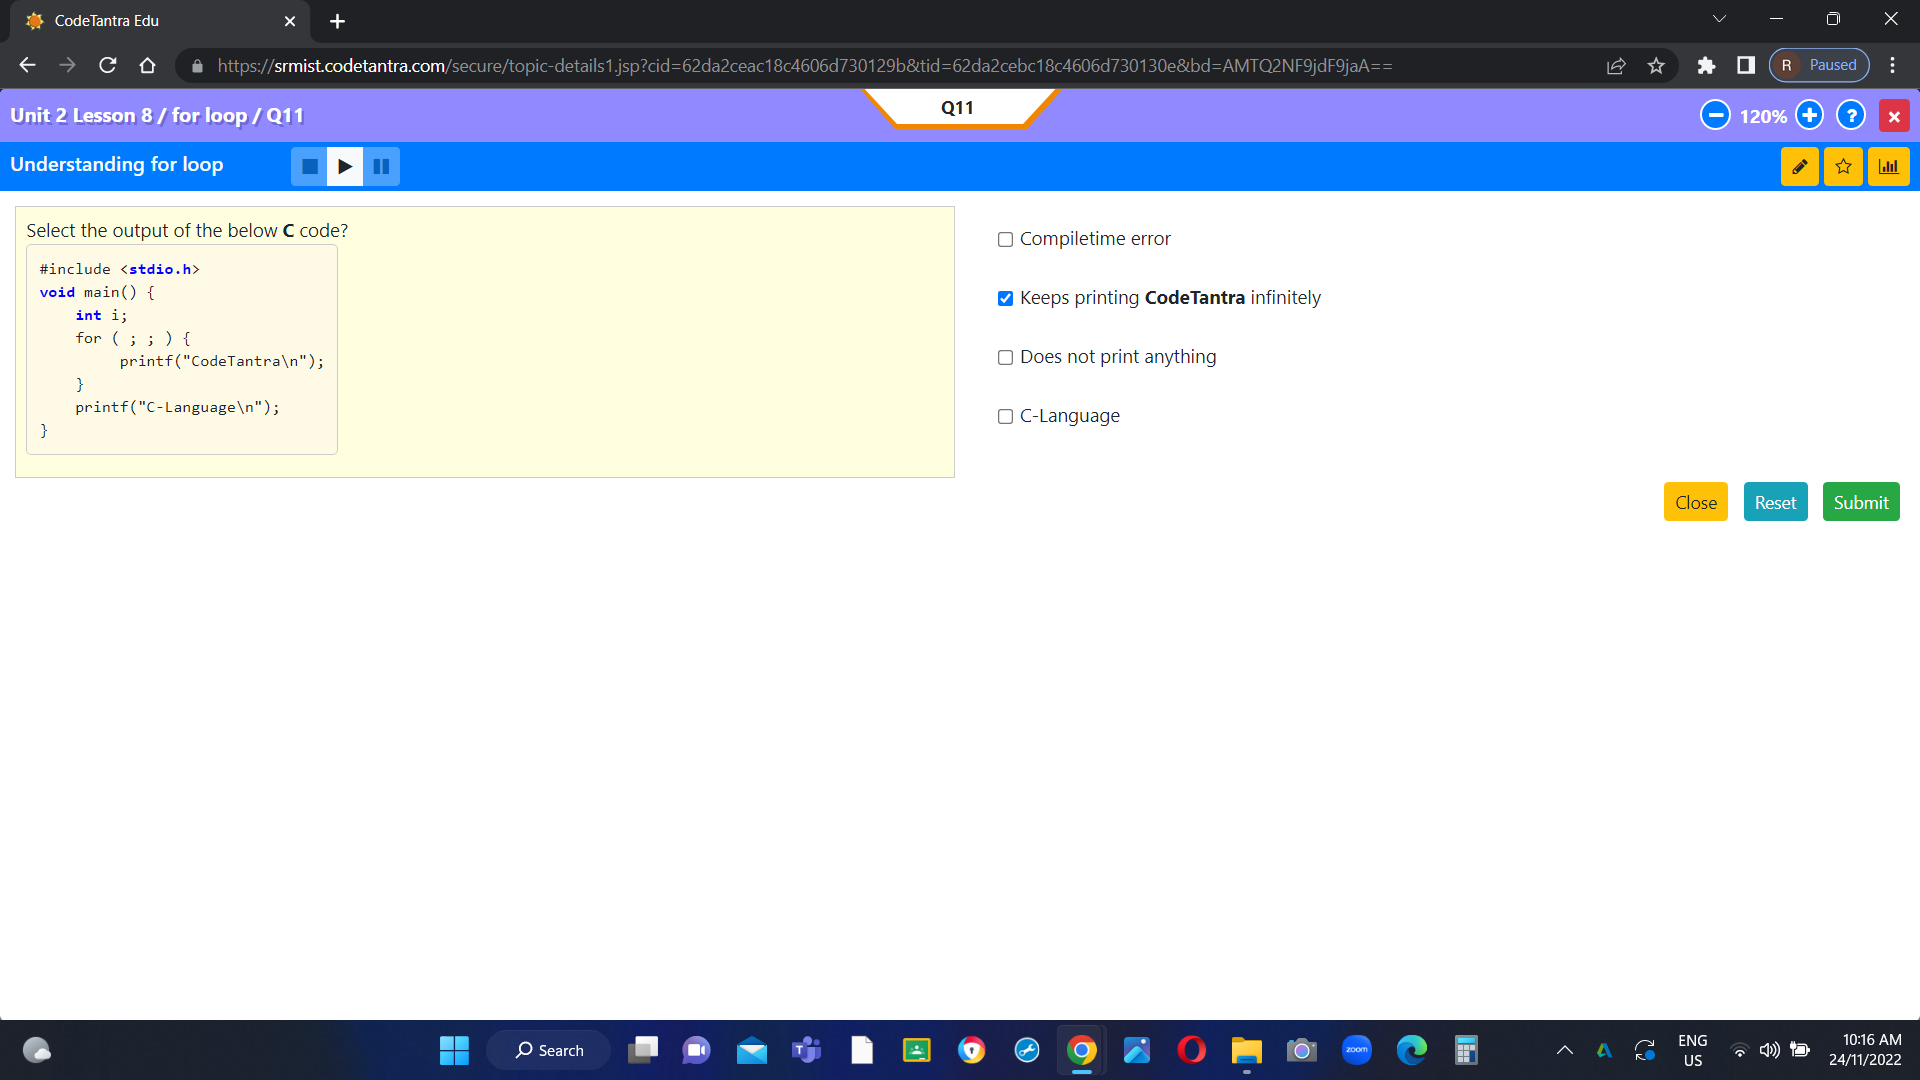 CodeTantra Edu
https://srmist.codetantra.com/secure/topic-details1.jsp?cid=62da2ceac18c4606d730129b&tid=62da2cebc18c4606d730130e&bd=AMTQ2NF9jdF9jaA==
R Paused
Unit 2 Lesson 8 / for loop / Q11
Q11
120%
?
Understanding for loop
Select the output of the below C code?
#include <stdio.h>
void main() {
int i;
for ( ; ; ) {
printf("CodeTantra\n");
}
printf("C-Language\n");
}
Compiletime error
Keeps printing CodeTantra infinitely
Does not print anything
C-Language
Close
Reset
Submit
Search
zoom
ENG
US
10:16 AM
24/11/2022